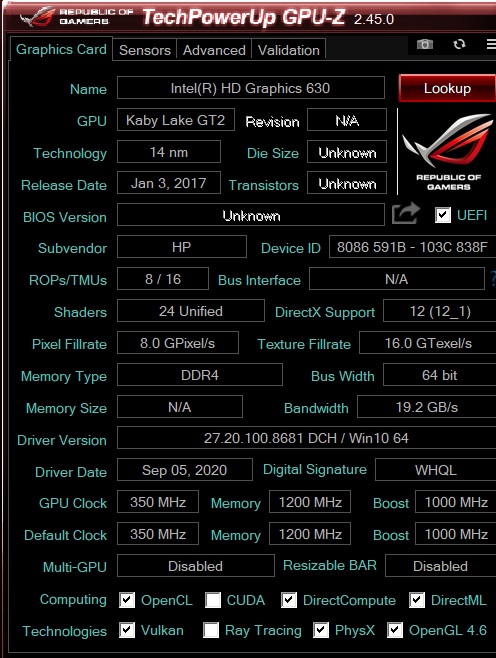 REPUBLIC OF GAMERS TechPowerUp GPU-Z 2.45.0
Graphics Card Sensors Advanced Validation
Name Intel(R) HD Graphics 630 Lookup
GPU Kaby Lake GT2 Revision N/A
Technology 14 nm Die Size Unknown
Release Date Jan 3, 2017 Transistors Unknown
REPUBLIC OF
GAMERS
BIOS Version Unknown UEFI
Subvendor HP Device ID 8086 591B - 103C 838F
ROPs/TMUs 8 / 16 Bus Interface N/A ?
Shaders 24 Unified DirectX Support 12 (12_1)
Pixel Fillrate 8.0 GPixel/s Texture Fillrate 16.0 GTexel/s
Memory Type DDR4 Bus Width 64 bit
Memory Size N/A Bandwidth 19.2 GB/s
Driver Version 27.20.100.8681 DCH / Win10 64
Driver Date Sep 05, 2020 Digital Signature WHQL
GPU Clock 350 MHz Memory 1200 MHz Boost 1000 MHz
Default Clock 350 MHz Memory 1200 MHz Boost 1000 MHz
Multi-GPU Disabled Resizable BAR Disabled
Computing OpenCL CUDA DirectCompute DirectML
Technologies Vulkan Ray Tracing PhysX OpenGL 4.6